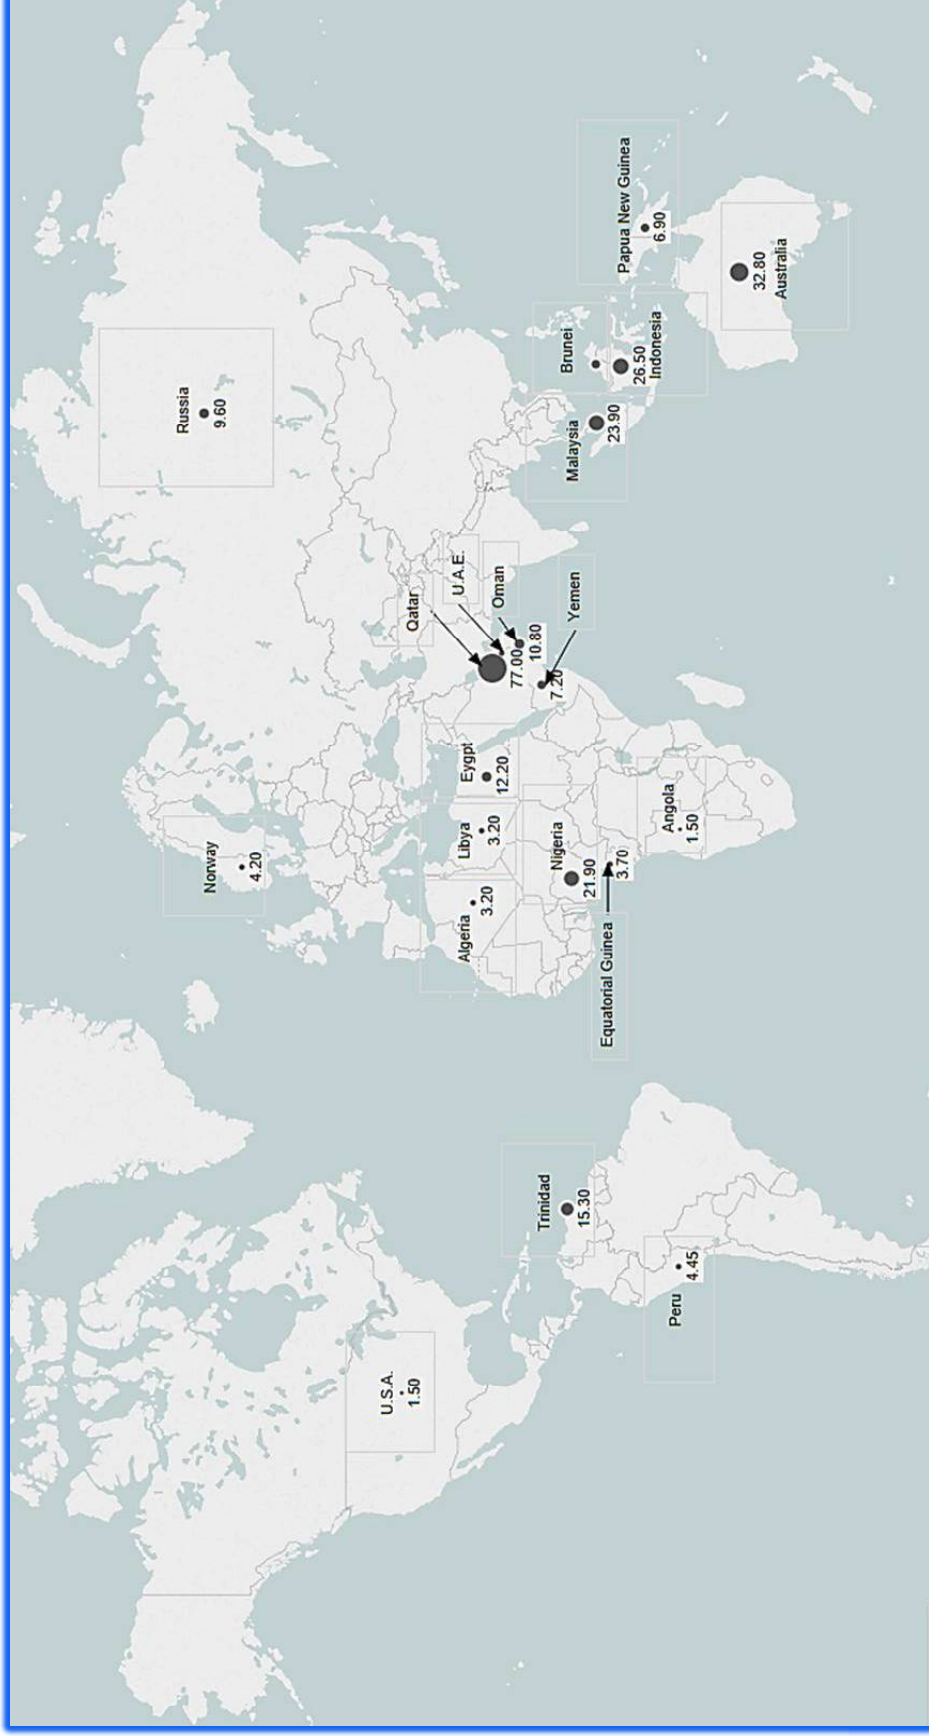 Russia
9.60
Norway
4.20
U.S.A.
1.50
Qatar
77.00
U.A.E.
Oman
10.80
Yemen
7.20
Eygpt
12.20
Libya
3.20
Algeria
3.20
Nigeria
21.90
Equatorial Guinea
3.70
Angola
1.50
Trinidad
15.30
Peru
4.45
Malaysia
23.90
Brunei
26.50
Indonesia
Papua New Guinea
6.90
32.80
Australia